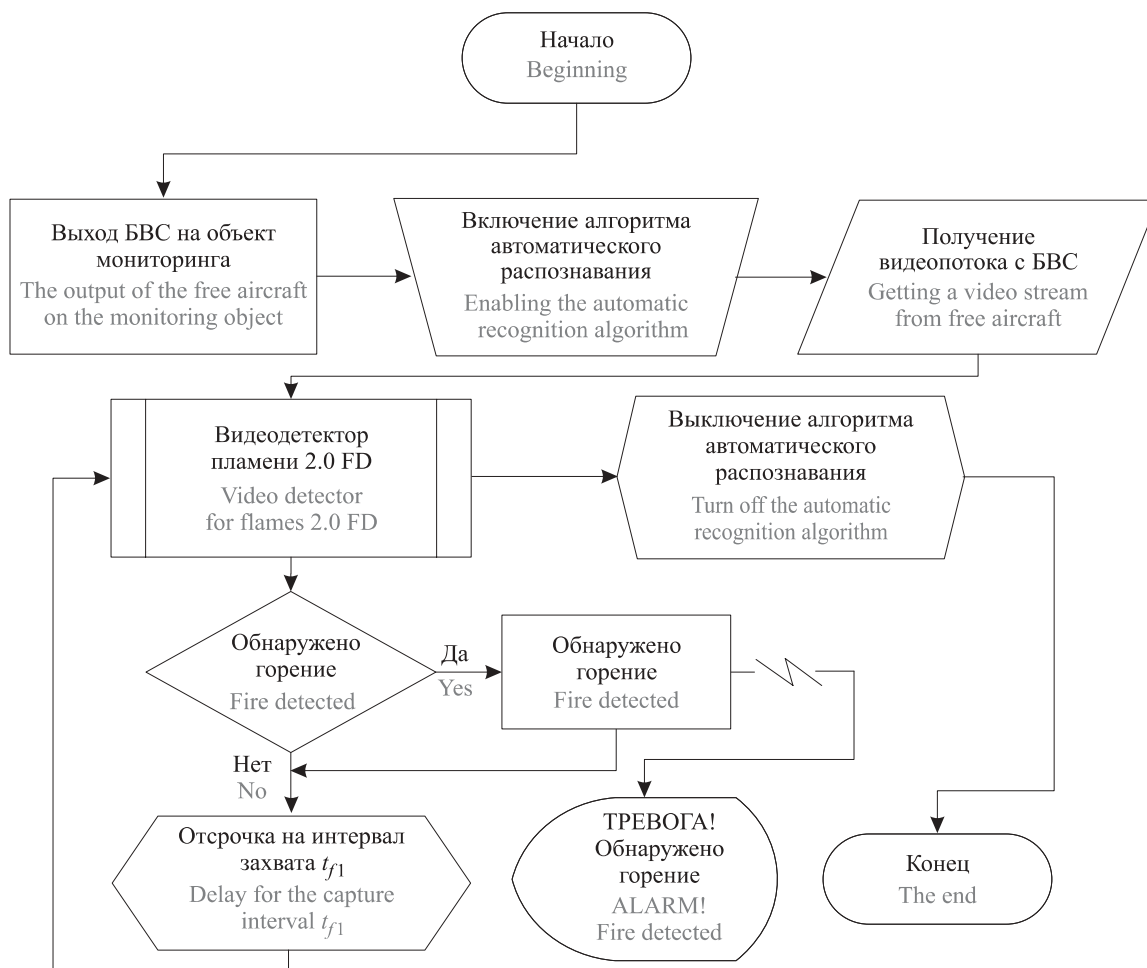 Начало
Beginning
Выход БВС на объект
мониторинга
The output of the free aircraft
on the monitoring object
Включение алгоритма
автоматического
распознавания
Enabling the automatic
recognition algorithm
Получение
видеопотока с БВС
Getting a video stream
from free aircraft
Видеодетектор
пламени 2.0 FD
Video detector
for flames 2.0 FD
Выключение алгоритма
автоматического
распознавания
Turn off the automatic
recognition algorithm
Обнаружено
горение
Fire detected
Да
Yes
Обнаружено
горение
Fire detected
Нет
No
Отсрочка на интервал
захвата t_f1
Delay for the capture
interval t_f1
ТРЕВОГА!
Обнаружено
горение
ALARM!
Fire detected
Конец
The end